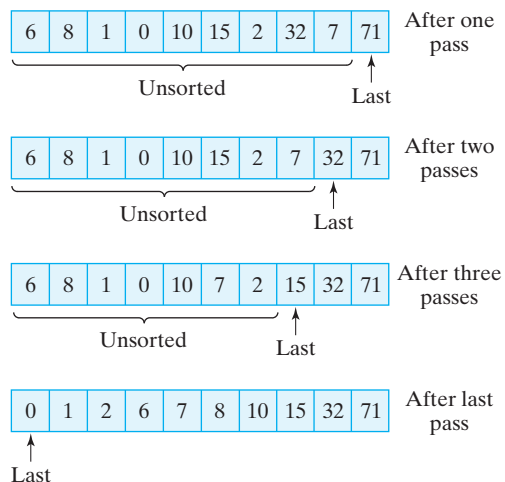 6 8 1 0 10 15 2 32 7 71
After one
pass
Unsorted
Last
6 8 1 0 10 15 2 7 32 71
After two
passes
Unsorted
Last
6 8 1 0 10 7 2 15 32 71
After three
passes
Unsorted
Last
0 1 2 6 7 8 10 15 32 71
After last
pass
Last